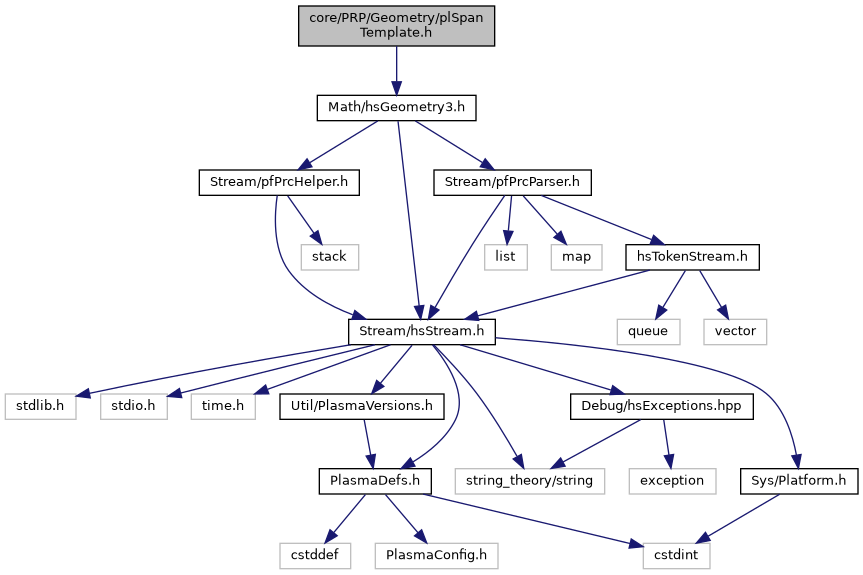 core/PRP/Geometry/plSpan
Template.h
Math/hsGeometry3.h
Stream/pfPrcHelper.h
Stream/pfPrcParser.h
stack
list
map
hsTokenStream.h
Stream/hsStream.h
queue
vector
stdlib.h
stdio.h
time.h
Util/PlasmaVersions.h
Debug/hsExceptions.hpp
PlasmaDefs.h
string_theory/string
exception
Sys/Platform.h
cstddef
PlasmaConfig.h
cstdint